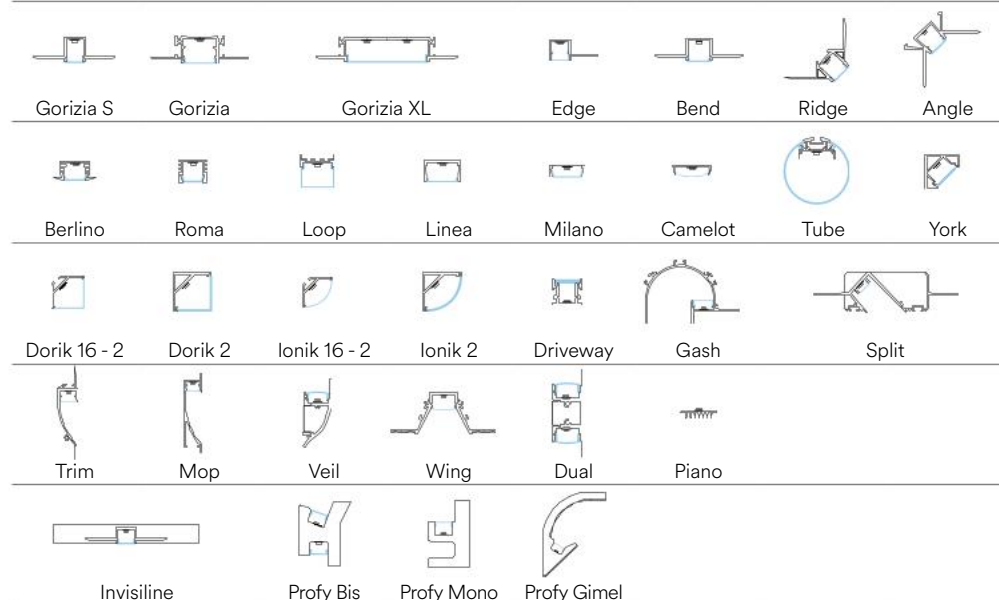 Gorizia S Gorizia Gorizia XL Edge Bend Ridge Angle
Berlino Roma Loop Linea Milano Camelot Tube York
Dorik 16 - 2 Dorik 2 Ionik 16 - 2 Ionik 2 Driveway Gash Split
Trim Mop Veil Wing Dual Piano
Invisiline Profy Bis Profy Mono Profy Gimel